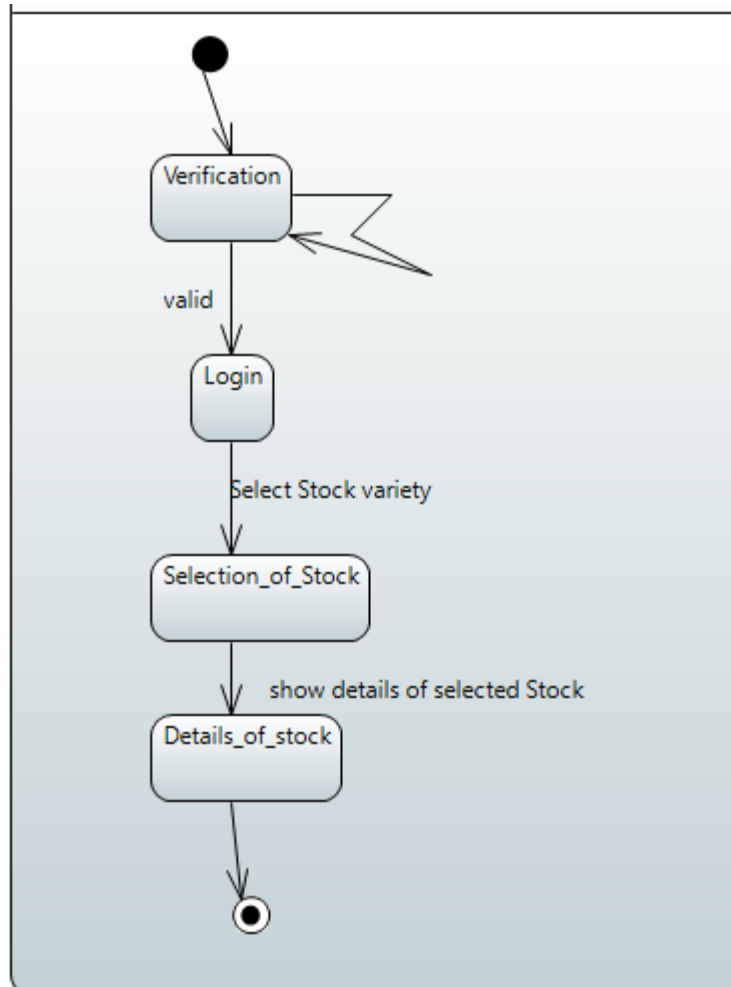 Verification
valid
Login
Select Stock variety
Selection_of_Stock
show details of selected Stock
Details_of_stock